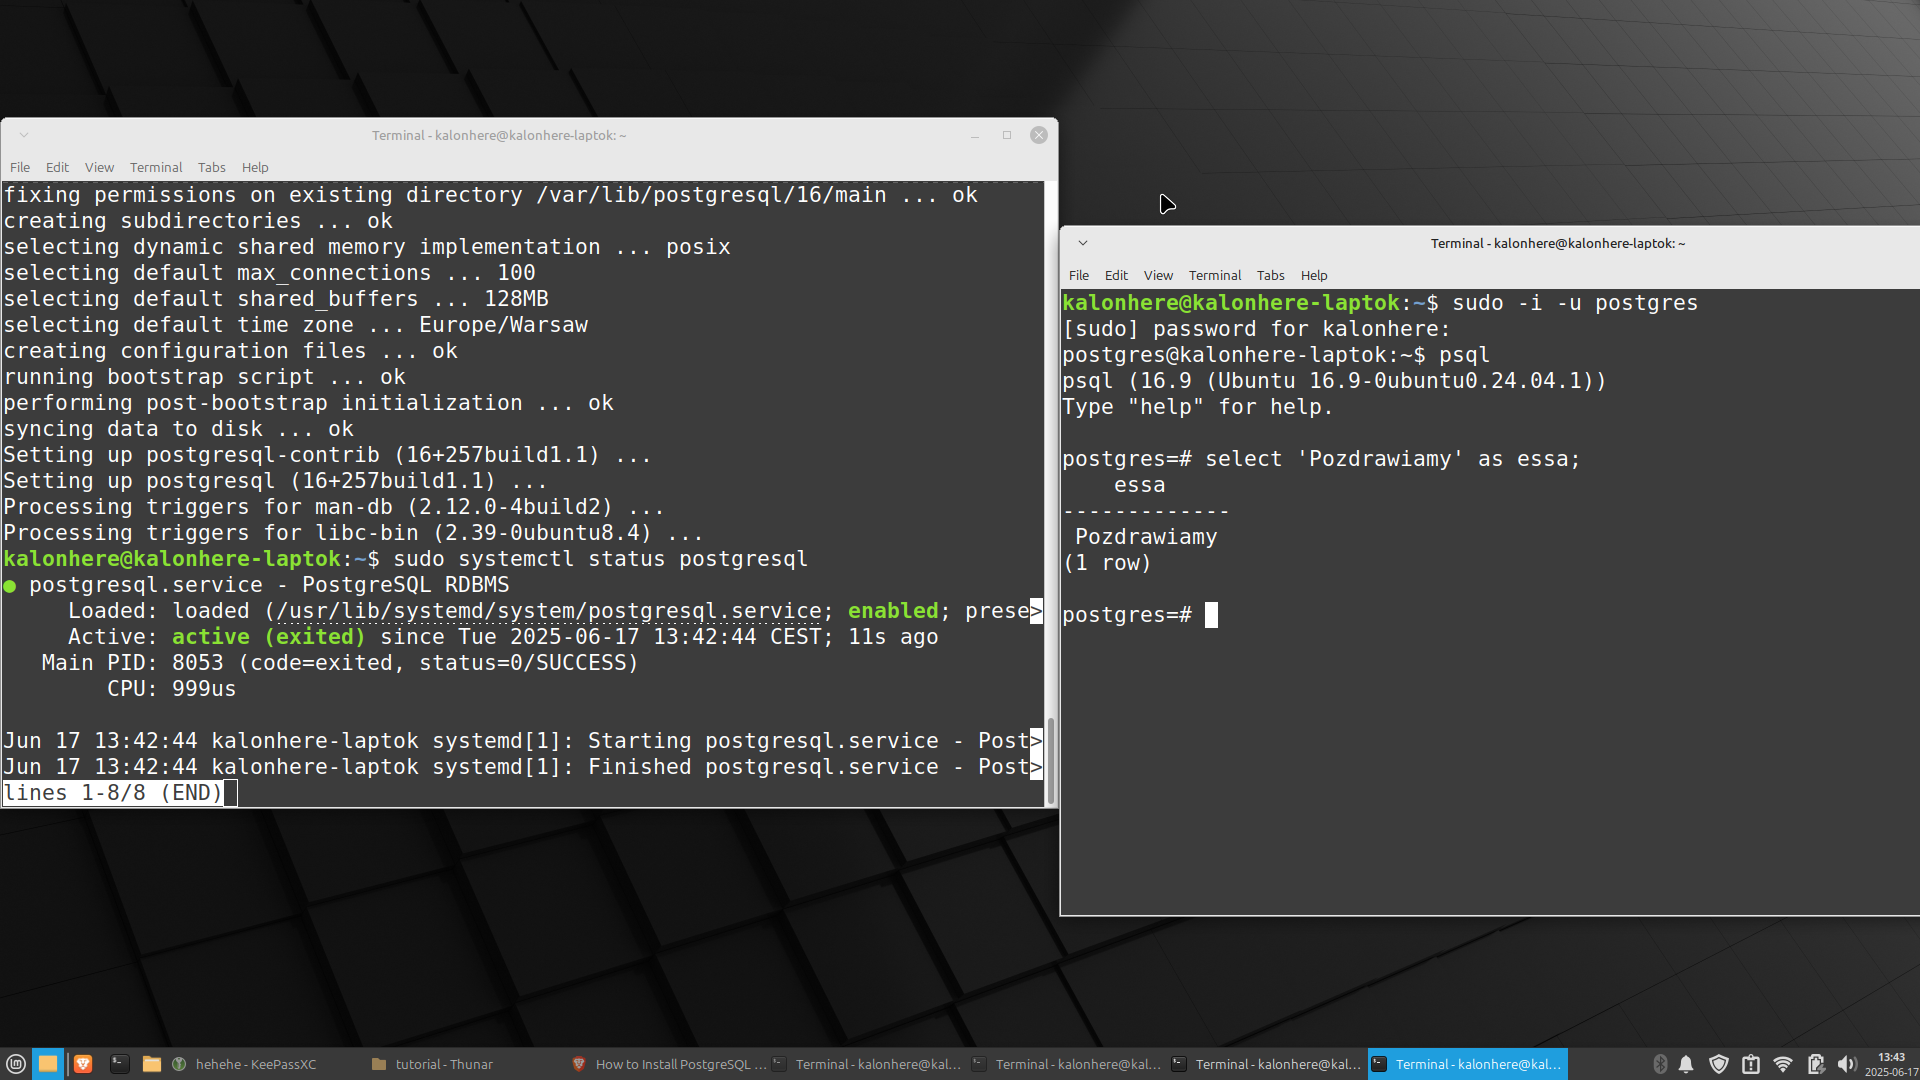 Terminal - kalonhere@kalonhere-laptok: ~
File Edit View Terminal Tabs Help
fixing permissions on existing directory /var/lib/postgresql/16/main ... ok
creating subdirectories ... ok
selecting dynamic shared memory implementation ... posix
selecting default max_connections ... 100
selecting default shared_buffers ... 128MB
selecting default time zone ... Europe/Warsaw
creating configuration files ... ok
running bootstrap script ... ok
performing post-bootstrap initialization ... ok
syncing data to disk ... ok
Setting up postgresql-contrib (16+257build1.1) ...
Setting up postgresql (16+257build1.1) ...
Processing triggers for man-db (2.12.0-4build2) ...
Processing triggers for libc-bin (2.39-0ubuntu8.4) ...
kalonhere@kalonhere-laptok:~$ sudo systemctl status postgresql
● postgresql.service - PostgreSQL RDBMS
Loaded: loaded (/usr/lib/systemd/system/postgresql.service; enabled; prese>
Active: active (exited) since Tue 2025-06-17 13:42:44 CEST; 11s ago
Main PID: 8053 (code=exited, status=0/SUCCESS)
CPU: 999us
Jun 17 13:42:44 kalonhere-laptok systemd[1]: Starting postgresql.service - Post>
Jun 17 13:42:44 kalonhere-laptok systemd[1]: Finished postgresql.service - Post>
lines 1-8/8 (END)
Terminal - kalonhere@kalonhere-laptok: ~
File Edit View Terminal Tabs Help
kalonhere@kalonhere-laptok:~$ sudo -i -u postgres
[sudo] password for kalonhere:
postgres@kalonhere-laptok:~$ psql
psql (16.9 (Ubuntu 16.9-0ubuntu0.24.04.1))
Type "help" for help.
postgres=# select 'Pozdrawiamy' as essa;
essa
-------------
Pozdrawiamy
(1 row)
postgres=#
hehehe - KeePassXC
tutorial - Thunar
How to Install PostgreSQL ...
Terminal - kalonhere@kal...
Terminal - kalonhere@kal...
Terminal - kalonhere@kal...
Terminal - kalonhere@kal...
13:43
2025-06-17